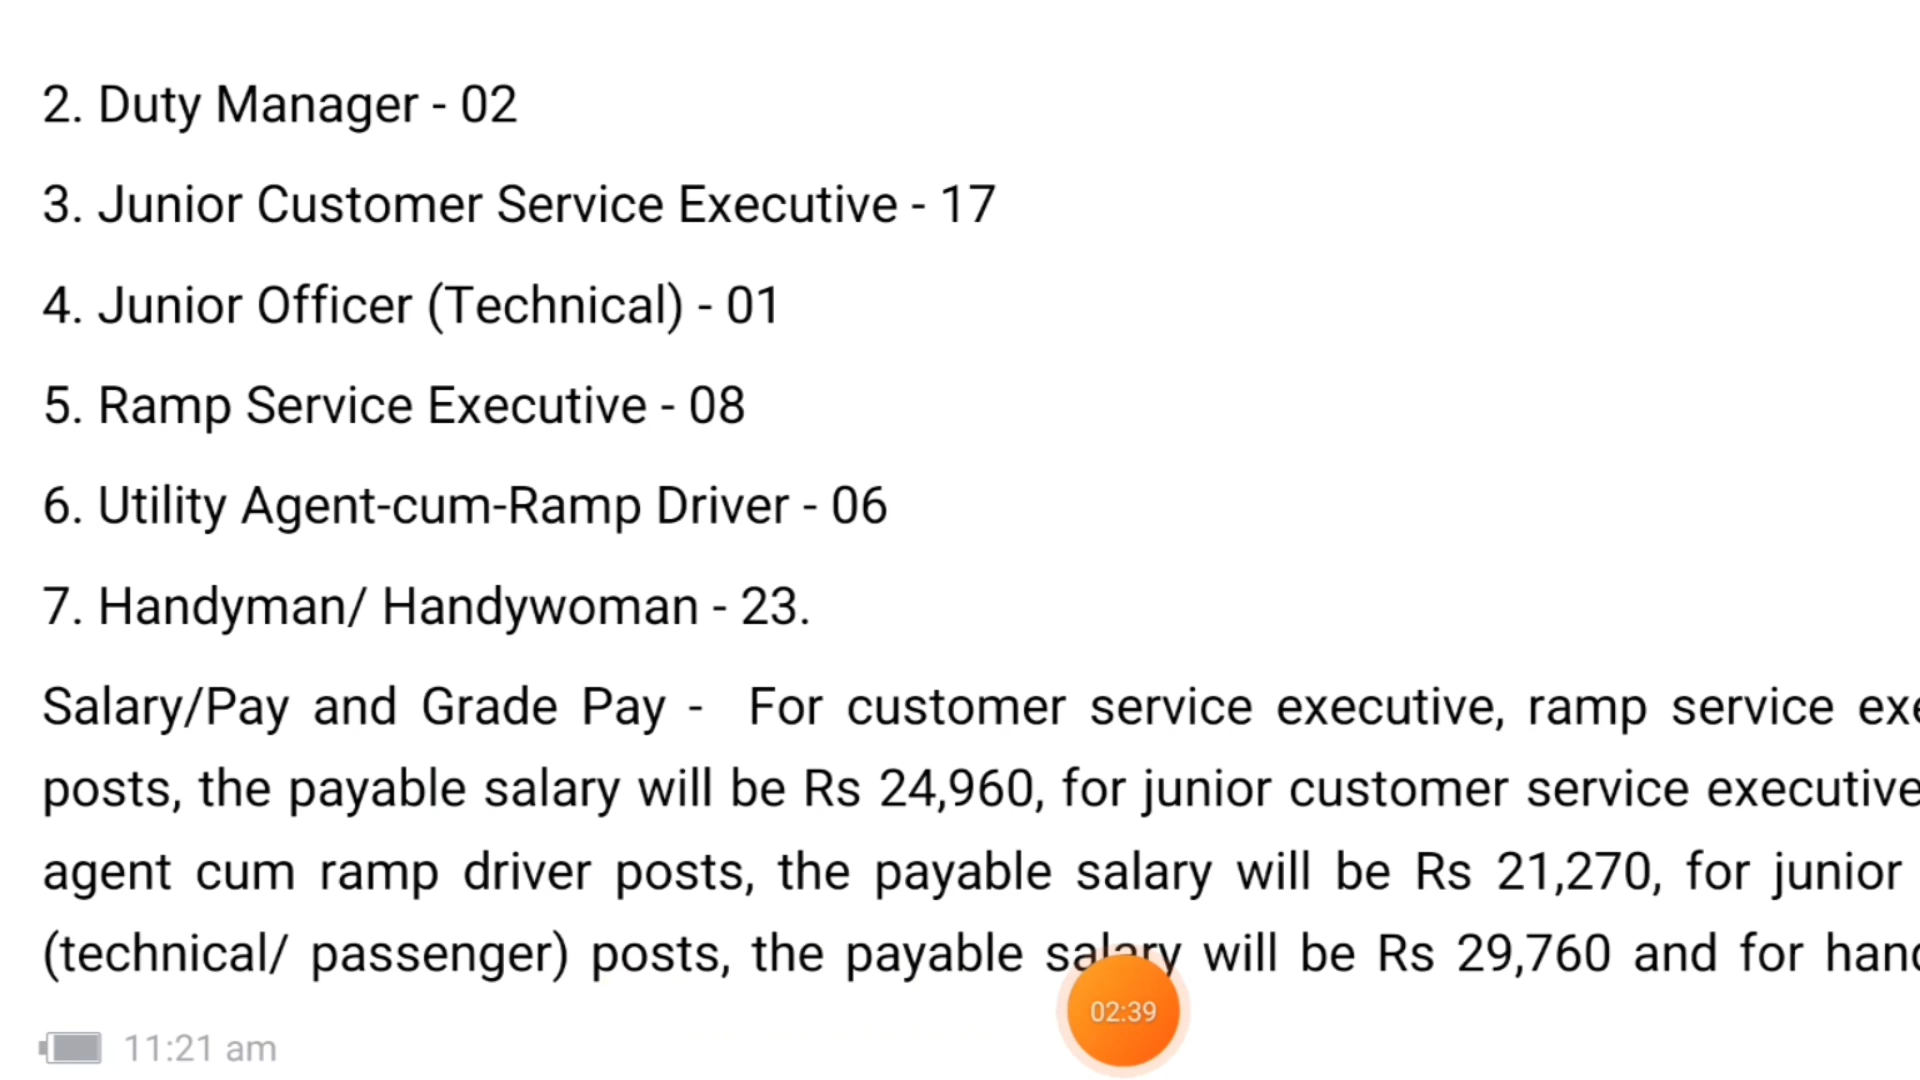 2. Duty Manager - 02
3. Junior Customer Service Executive - 17
4. Junior Officer (Technical) - 01
5. Ramp Service Executive - 08
6. Utility Agent-cum-Ramp Driver - 06
7. Handyman/ Handywoman - 23.
Salary/Pay and Grade Pay - For customer service executive, ramp service
posts, the payable salary will be Rs 24,960, for junior customer service executive
agent cum ramp driver posts, the payable salary will be Rs 21,270, for junior
(technical/ passenger) posts, the payable salary will be Rs 29,760 and for
02:39
11:21 am